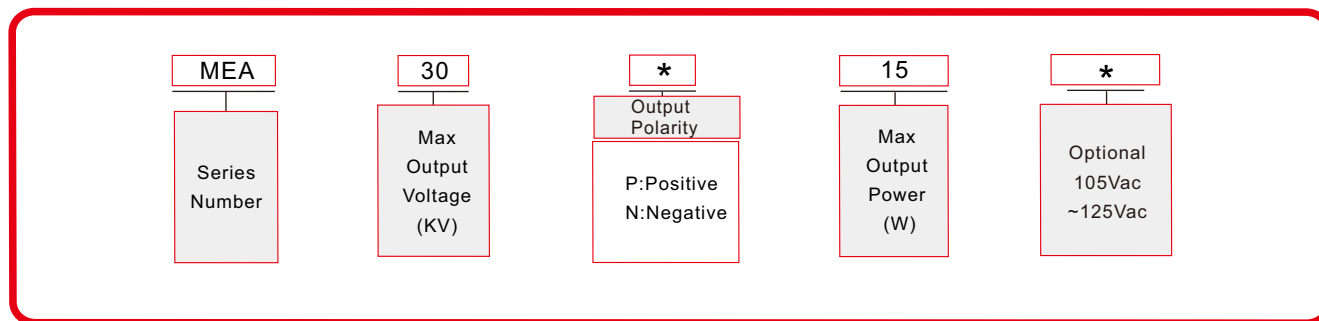 MEA
30
*
15
*
Series
Number
Max
Output
Voltage
(KV)
Output
Polarity
P:Positive
N:Negative
Max
Output
Power
(W)
Optional
105Vac
~125Vac